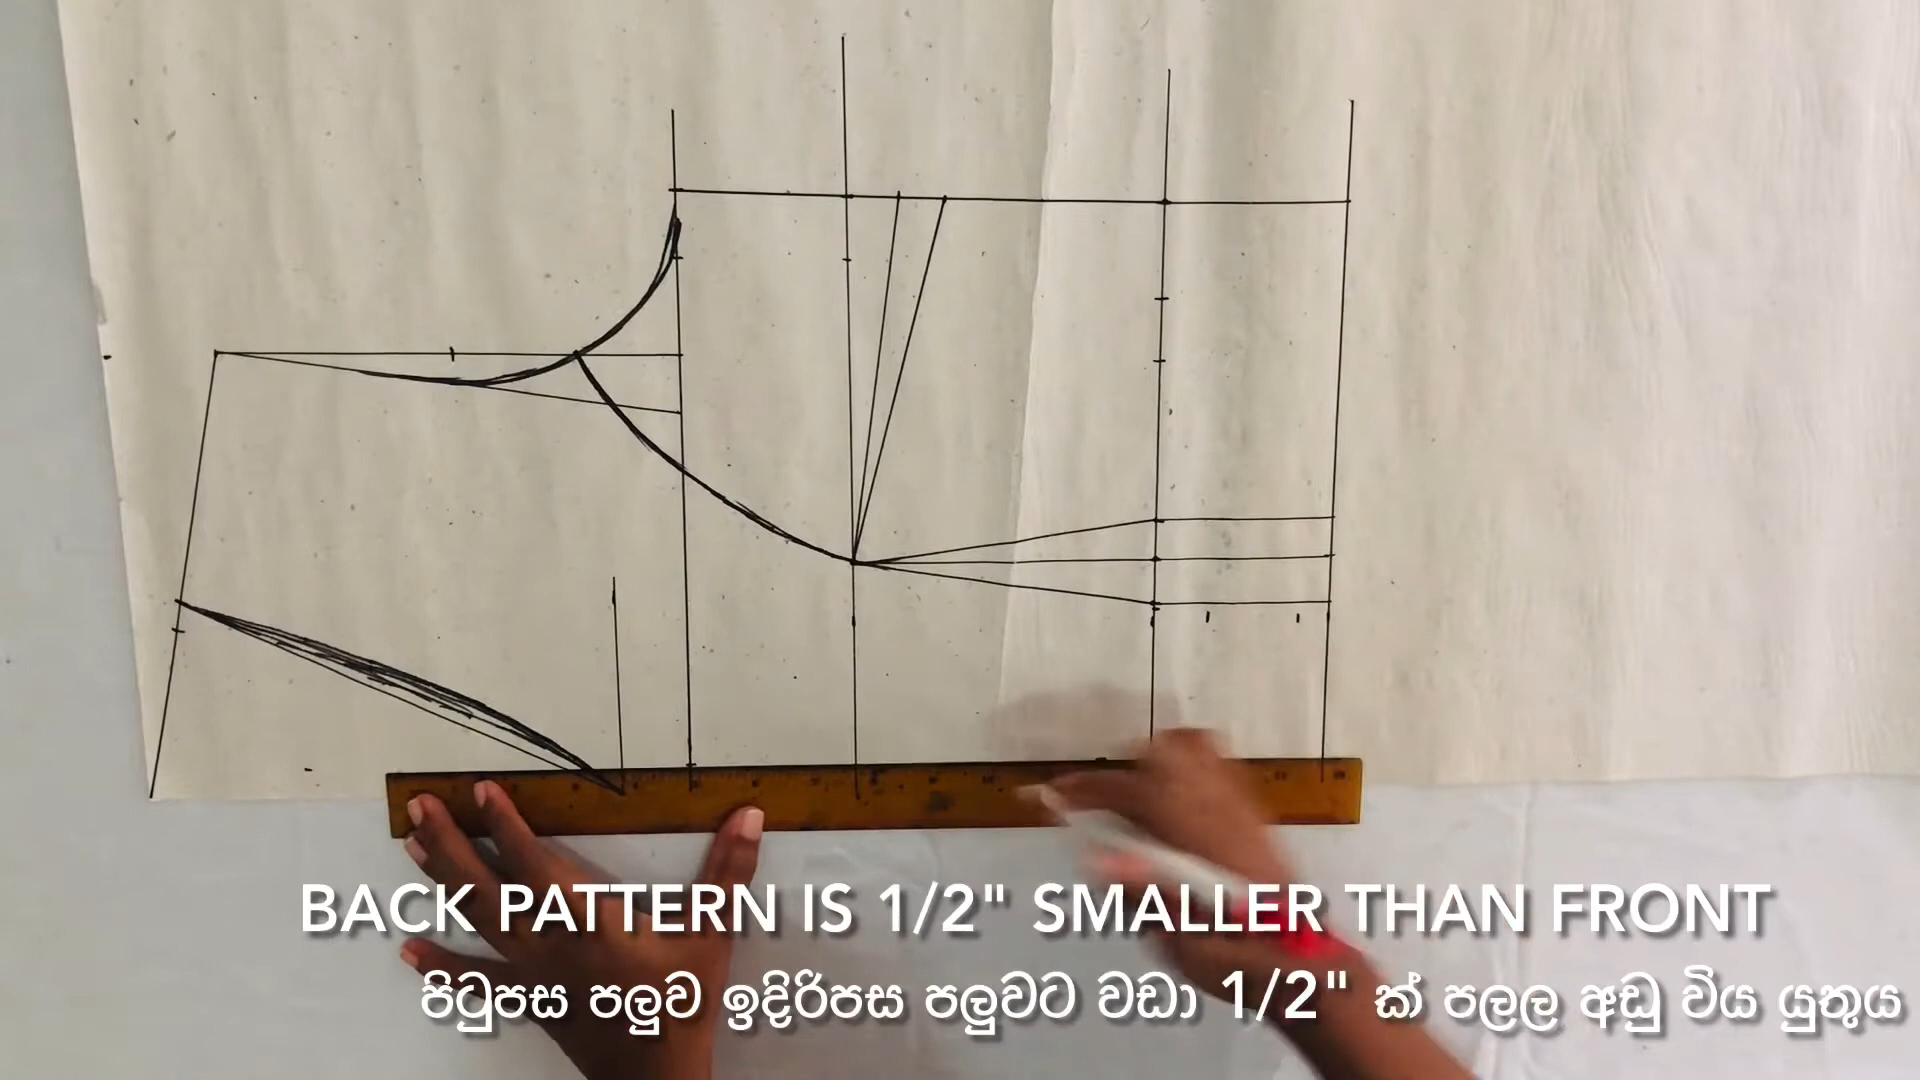 BACK PATTERN IS 1/2" SMALLER THAN FRONT
පිටුපස පලුව ඉදිරිපස පලුවට වඩා 1/2" ක් පලල අඩු විය යුතුය